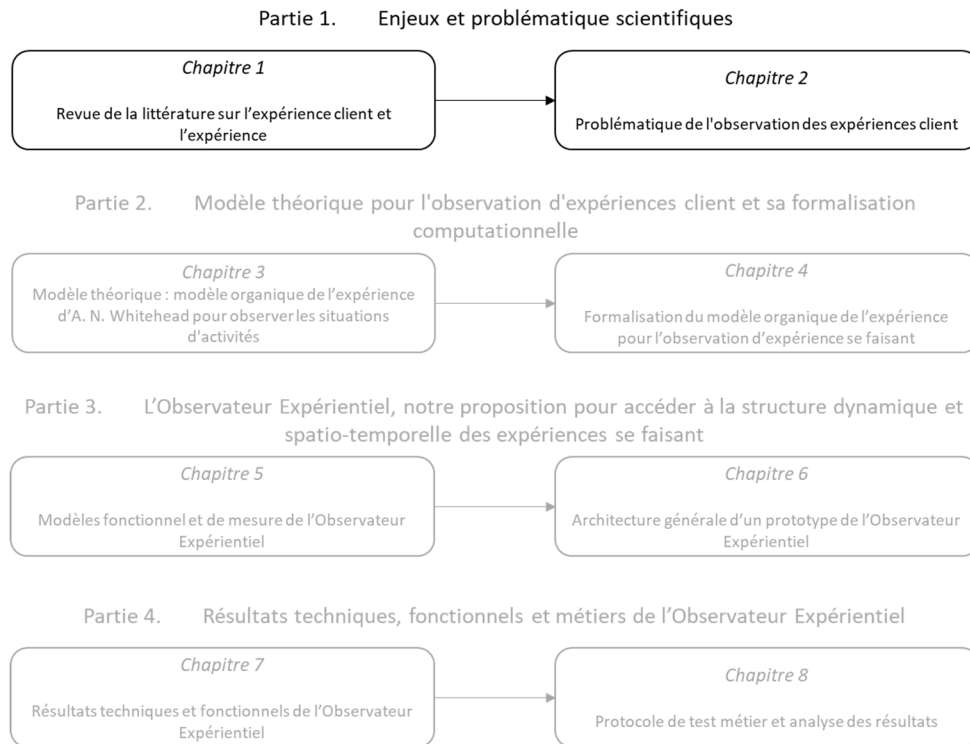 Partie 1. Enjeux et problématique scientifiques
Chapitre 1
Revue de la littérature sur l’expérience client et
l’expérience
Chapitre 2
Problématique de l'observation des expériences client
Partie 2. Modèle théorique pour l'observation d'expériences client et sa formalisation
computationnelle
Chapitre 3
Modèle théorique : modèle organique de l’expérience
d’A. N. Whitehead pour observer les situations
d'activités
Chapitre 4
Formalisation du modèle organique de l’expérience
pour l’observation d’expérience se faisant
Partie 3. L’Observateur Expérientiel, notre proposition pour accéder à la structure dynamique et
spatio-temporelle des expériences se faisant
Chapitre 5
Modèles fonctionnel et de mesure de l’Observateur
Expérientiel
Chapitre 6
Architecture générale d’un prototype de l’Observateur
Expérientiel
Partie 4. Résultats techniques, fonctionnels et métiers de l’Observateur Expérientiel
Chapitre 7
Résultats techniques et fonctionnels de l’Observateur
Expérientiel
Chapitre 8
Protocole de test métier et analyse des résultats